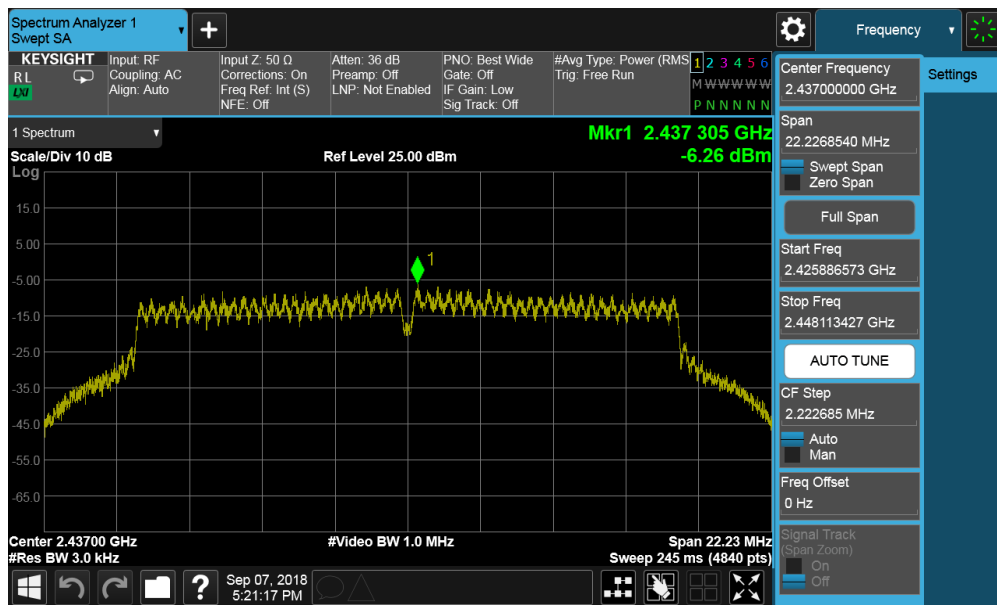 Spectrum Analyzer 1
Swept SA
Frequency
KEYSIGHT
R L
LXI
Input: RF
Coupling: AC
Align: Auto
Input Z: 50 Ω
Corrections: On
Freq Ref: Int (S)
NFE: Off
Atten: 36 dB
Preamp: Off
LNP: Not Enabled
PNO: Best Wide
Gate: Off
IF Gain: Low
Sig Track: Off
#Avg Type: Power (RMS
Trig: Free Run
1 2 3 4 5 6
M W W W W W
P N N N N N
1 Spectrum
Scale/Div 10 dB
Ref Level 25.00 dBm
Mkr1 2.437 305 GHz
-6.26 dBm
Log
15.0
5.00
-5.00
-15.0
-25.0
-35.0
-45.0
-55.0
-65.0
1
Center 2.43700 GHz
#Res BW 3.0 kHz
#Video BW 1.0 MHz
Span 22.23 MHz
Sweep 245 ms (4840 pts)
Sep 07, 2018
5:21:17 PM
?
Center Frequency
2.437000000 GHz
Span
22.2268540 MHz
Swept Span
Zero Span
Full Span
Start Freq
2.425886573 GHz
Stop Freq
2.448113427 GHz
AUTO TUNE
CF Step
2.222685 MHz
Auto
Man
Freq Offset
0 Hz
Signal Track
(Span Zoom)
On
Off
Settings